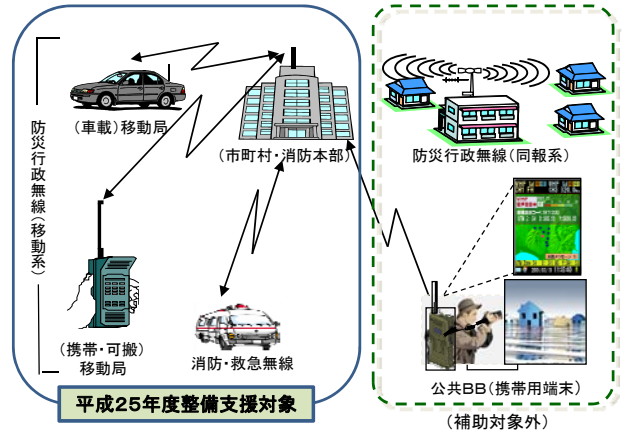 防災行政無線(移動系)
(車載)移動局
(市町村・消防本部)
(携帯・可搬)
移動局
消防・救急無線
平成25年度整備支援対象
防災行政無線(同報系)
公共BB(携帯用端末)
(補助対象外)